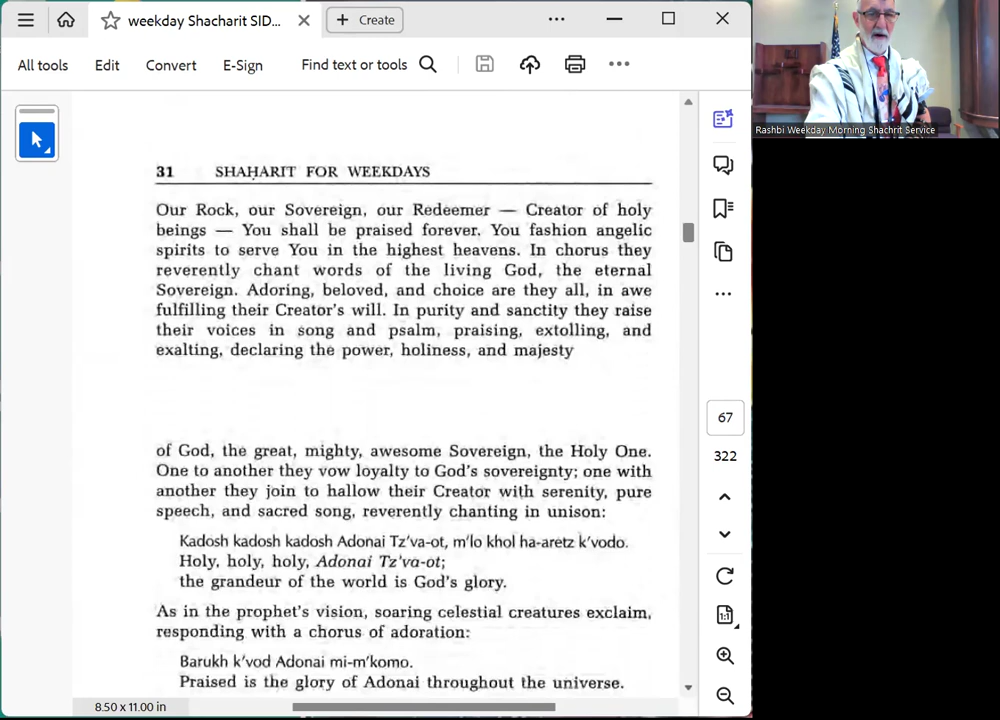 weekday Shacharit SID...
Create
All tools
Edit
Convert
E-Sign
Find text or tools
Rashbi Weekday Morning Shachrit Service
31 SHAḤARIT FOR WEEKDAYS
Our Rock, our Sovereign, our Redeemer — Creator of holy
beings — You shall be praised forever. You fashion angelic
spirits to serve You in the highest heavens. In chorus they
reverently chant words of the living God, the eternal
Sovereign. Adoring, beloved, and choice are they all, in awe
fulfilling their Creator's will. In purity and sanctity they raise
their voices in song and psalm, praising, extolling, and
exalting, declaring the power, holiness, and majesty
of God, the great, mighty, awesome Sovereign, the Holy One.
One to another they vow loyalty to God's sovereignty; one with
another they join to hallow their Creator with serenity, pure
speech, and sacred song, reverently chanting in unison:
Kadosh kadosh kadosh Adonai Tz'va-ot, m'lo khol ha-aretz k'vodo.
Holy, holy, holy, Adonai Tz'va-ot;
the grandeur of the world is God's glory.
As in the prophet's vision, soaring celestial creatures exclaim,
responding with a chorus of adoration:
Barukh k'vod Adonai mi-m'komo.
Praised is the glory of Adonai throughout the universe.
67
322
1:1
8.50 x 11.00 in